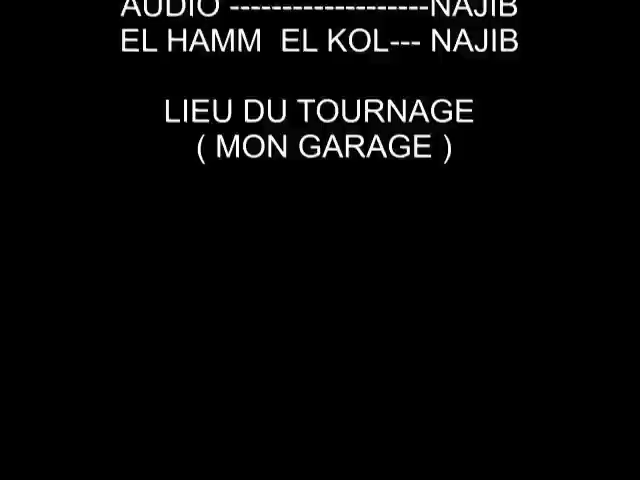 AUDIO -------------------NAJIB
EL HAMM  EL KOL--- NAJIB
LIEU DU TOURNAGE
( MON GARAGE )